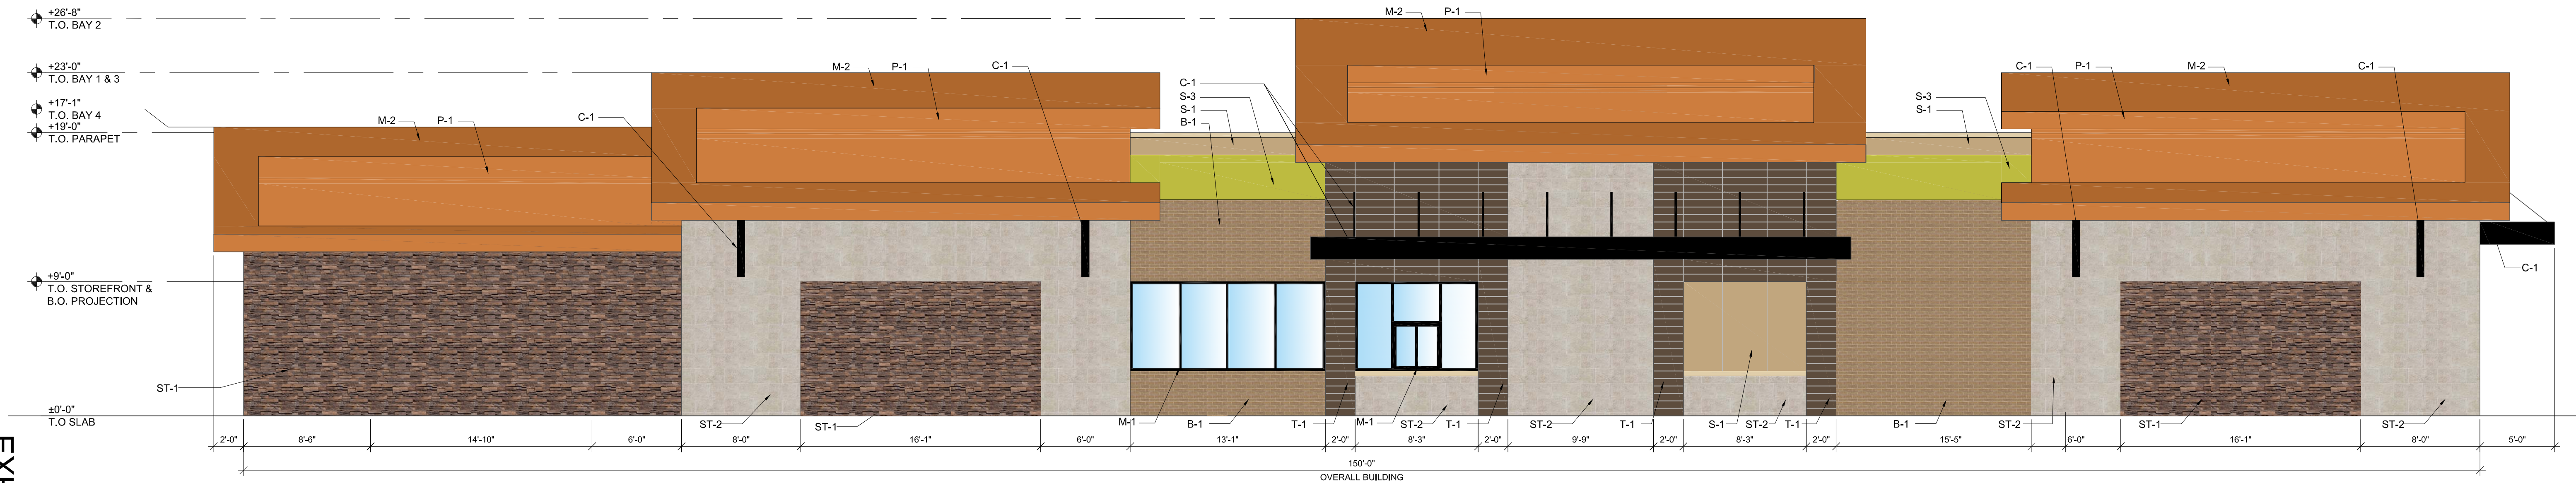 +26'-8"
T.O. BAY 2
+23'-0"
T.O. BAY 1 & 3
+17'-1"
T.O. BAY 4
+19'-0"
T.O. PARAPET
+9'-0"
T.O. STOREFRONT &
B.O. PROJECTION
±0'-0"
T.O SLAB
M-2 P-1
M-2 P-1 C-1
C-1
C-1
S-3
S-1
B-1
M-2 P-1
S-3
S-1
C-1 P-1 M-2 C-1
C-1
ST-1
ST-2 ST-1 M-1 B-1 T-1 M-1 ST-2 T-1 ST-2 T-1 S-1 ST-2 T-1 B-1 ST-2 ST-1 ST-2
2'-0" 8'-6" 14'-10" 6'-0" 8'-0" 16'-1" 6'-0" 13'-1" 2'-0" 8'-3" 2'-0" 9'-9" 2'-0" 8'-3" 2'-0" 15'-5" 6'-0" 16'-1" 8'-0" 5'-0"
150'-0"
OVERALL BUILDING